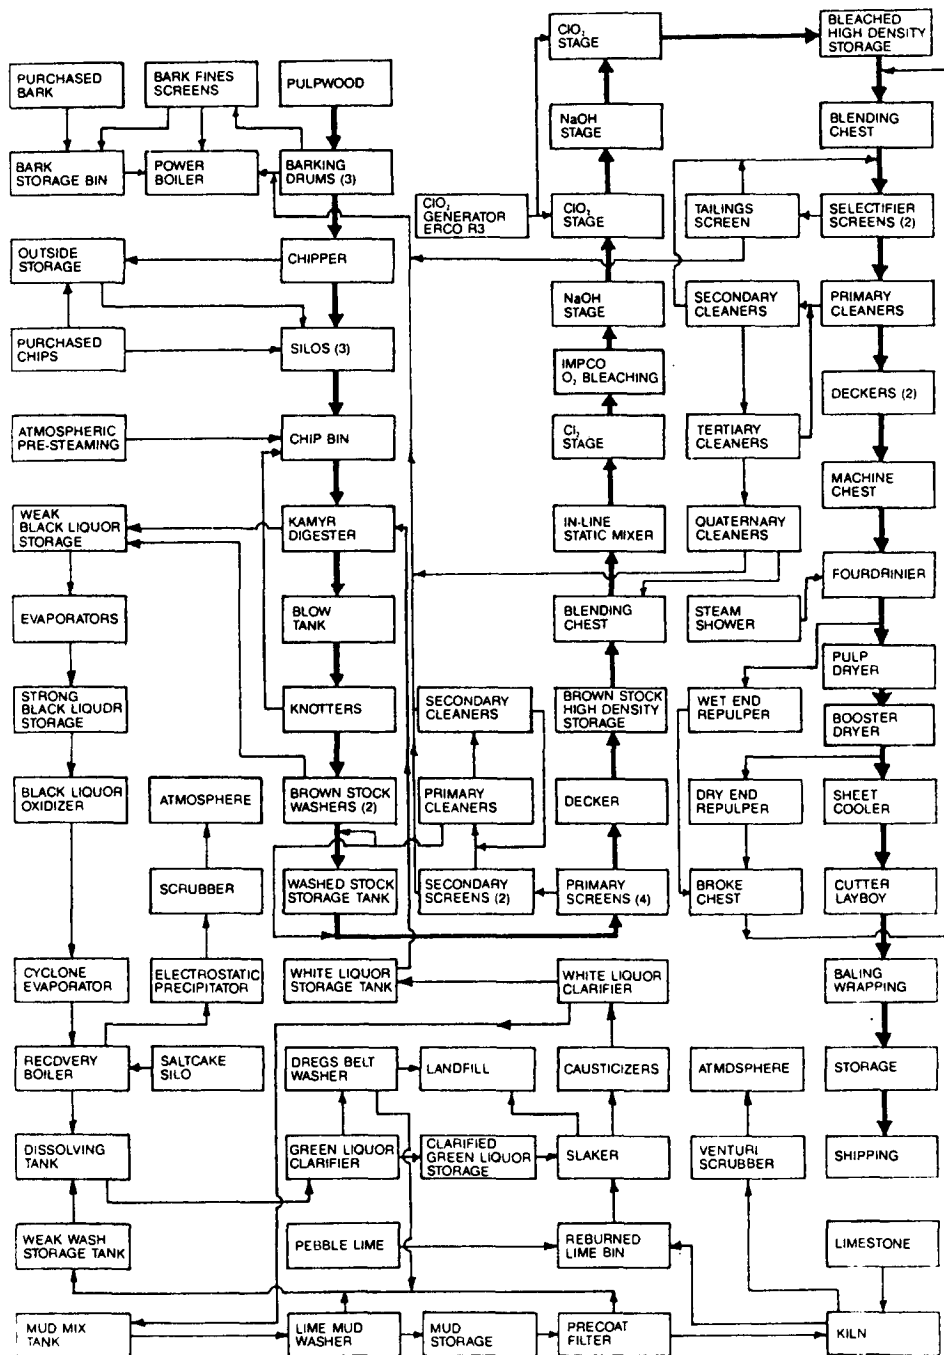 ClO2
STAGE
BLEACHED
HIGH DENSITY
STORAGE
PURCHASED
BARK
BARK FINES
SCREENS
PULPWOOD
NaOH
STAGE
BLENDING
CHEST
BARK
STORAGE BIN
POWER
BOILER
BARKING
DRUMS (3)
ClO2
GENERATOR
ERCO R3
ClO2
STAGE
TAILINGS
SCREEN
SELECTIFIER
SCREENS (2)
OUTSIDE
STORAGE
CHIPPER
NaOH
STAGE
SECONDARY
CLEANERS
PRIMARY
CLEANERS
PURCHASED
CHIPS
SILOS (3)
IMPCO
O2 BLEACHING
DECKERS (2)
ATMOSPHERIC
PRE-STEAMING
CHIP BIN
Cl2
STAGE
TERTIARY
CLEANERS
MACHINE
CHEST
WEAK
BLACK LIQUOR
STORAGE
KAMYR
DIGESTER
IN-LINE
STATIC MIXER
QUATERNARY
CLEANERS
FOURDRINIER
EVAPORATORS
BLOW
TANK
BLENDING
CHEST
STEAM
SHOWER
PULP
DRYER
STRONG
BLACK LIQUDR
STORAGE
KNOTTERS
SECONDARY
CLEANERS
BROWN STOCK
HIGH DENSITY
STORAGE
WET END
REPULPER
BOOSTER
DRYER
BLACK LIQUOR
OXIDIZER
ATMOSPHERE
BROWN STOCK
WASHERS (2)
PRIMARY
CLEANERS
DECKER
DRY END
REPULPER
SHEET
COOLER
SCRUBBER
WASHED STOCK
STORAGE TANK
SECONDARY
SCREENS (2)
PRIMARY
SCREENS (4)
BROKE
CHEST
CUTTER
LAYBOY
CYCLONE
EVAPORATOR
ELECTROSTATIC
PRECIPITATOR
WHITE LIQUOR
STORAGE TANK
WHITE LIQUOR
CLARIFIER
BALING
WRAPPING
RECDVERY
BOILER
SALTCAKE
SILO
DREGS BELT
WASHER
LANDFILL
CAUSTICIZERS
ATMDSPHERE
STORAGE
DISSOLVING
TANK
GREEN LIQUOR
CLARIFIER
CLARIFIED
GREEN LIQUOR
STORAGE
SLAKER
VENTURI
SCRUBBER
SHIPPING
WEAK WASH
STORAGE TANK
PEBBLE LIME
REBURNED
LIME BIN
LIMESTONE
MUD MIX
TANK
LIME MUD
WASHER
MUD
STORAGE
PRECOAT
FILTER
KILN